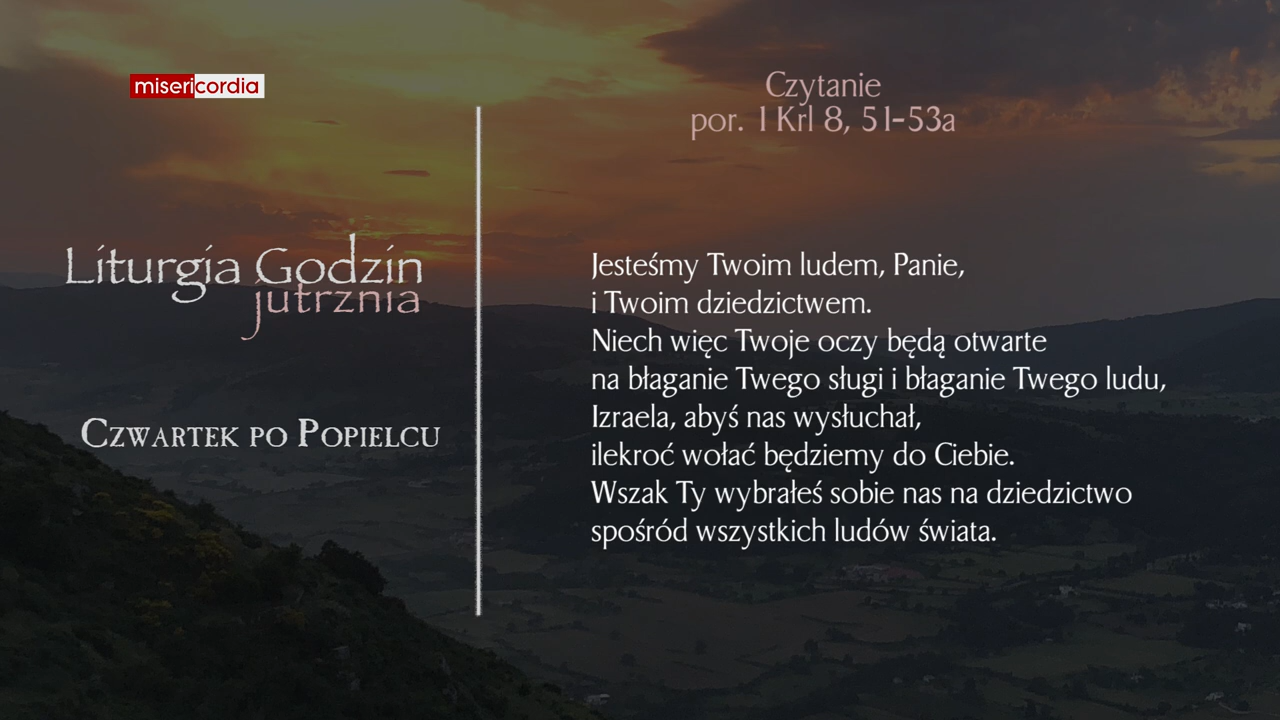 misericordia
Liturgia Godzin
jutrznia
Czwartek po Popielcu
Czytanie
por. 1 Krl 8, 51-53a
Jesteśmy Twoim ludem, Panie,
i Twoim dziedzictwem.
Niech więc Twoje oczy będą otwarte
na błaganie Twego sługi i błaganie Twego ludu,
Izraela, abyś nas wysłuchał,
ilekroć wołać będziemy do Ciebie.
Wszak Ty wybrałeś sobie nas na dziedzictwo
spośród wszystkich ludów świata.